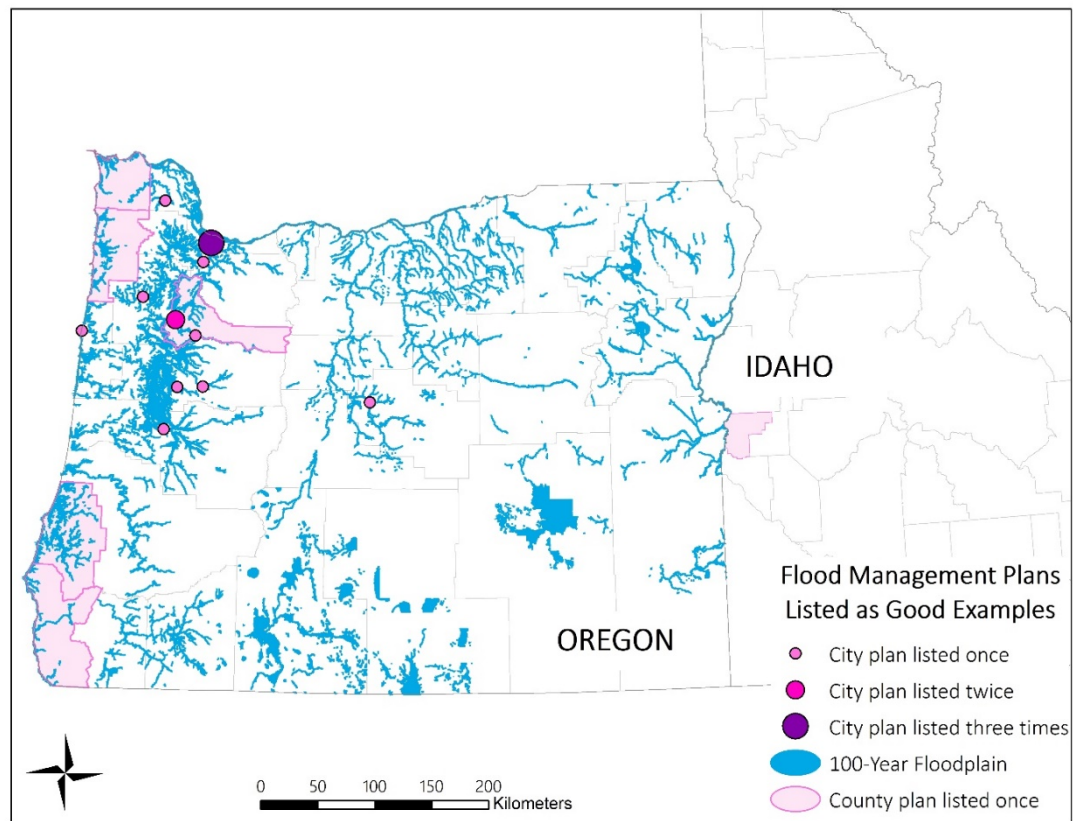 IDAHO
OREGON
Flood Management Plans
Listed as Good Examples
City plan listed once
City plan listed twice
City plan listed three times
100-Year Floodplain
County plan listed once
0 50 100 150 200
Kilometers